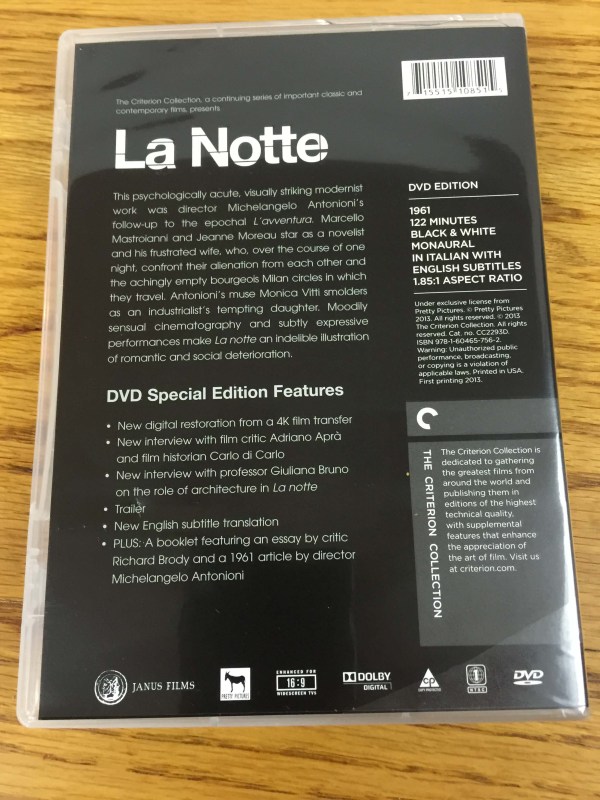 The Criterion Collection, a continuing series of important classic and
contemporary films, presents
La Notte
This psychologically acute, visually striking modernist
work was director Michelangelo Antonioni's
follow-up to the epochal L'avventura. Marcello
Mastroianni and Jeanne Moreau star as a novelist
and his frustrated wife, who, over the course of one
night, confront their alienation from each other and
the achingly empty bourgeois Milan circles in which
they travel. Antonioni's muse Monica Vitti smolders
as an industrialist's tempting daughter. Moodily
sensual cinematography and subtly expressive
performances make La notte an indelible illustration
of romantic and social deterioration.
DVD Special Edition Features
• New digital restoration from a 4K film transfer
• New interview with film critic Adriano Aprà
and film historian Carlo di Carlo
• New interview with professor Giuliana Bruno
on the role of architecture in La notte
• Trailer
• New English subtitle translation
• PLUS: A booklet featuring an essay by critic
Richard Brody and a 1961 article by director
Michelangelo Antonioni
7 15515 10851 5
DVD EDITION
1961
122 MINUTES
BLACK & WHITE
MONAURAL
IN ITALIAN WITH
ENGLISH SUBTITLES
1.85:1 ASPECT RATIO
Under exclusive license from
Pretty Pictures. © Pretty Pictures
2013. All rights reserved. © 2013
The Criterion Collection. All rights
reserved. Cat. no. CC2293D.
ISBN 978-1-60465-756-2.
Warning: Unauthorized public
performance, broadcasting,
or copying is a violation of
applicable laws. Printed in USA.
First printing 2013.
THE CRITERION COLLECTION
The Criterion Collection is
dedicated to gathering
the greatest films from
around the world and
publishing them in
editions of the highest
technical quality,
with supplemental
features that enhance
the appreciation of
the art of film. Visit us
at criterion.com.
JANUS FILMS
PRETTY PICTURES
ENHANCED FOR
16:9
WIDESCREEN TVS
DOLBY
DIGITAL
CP
COPY-PROTECTED
1
NTSC
DVD